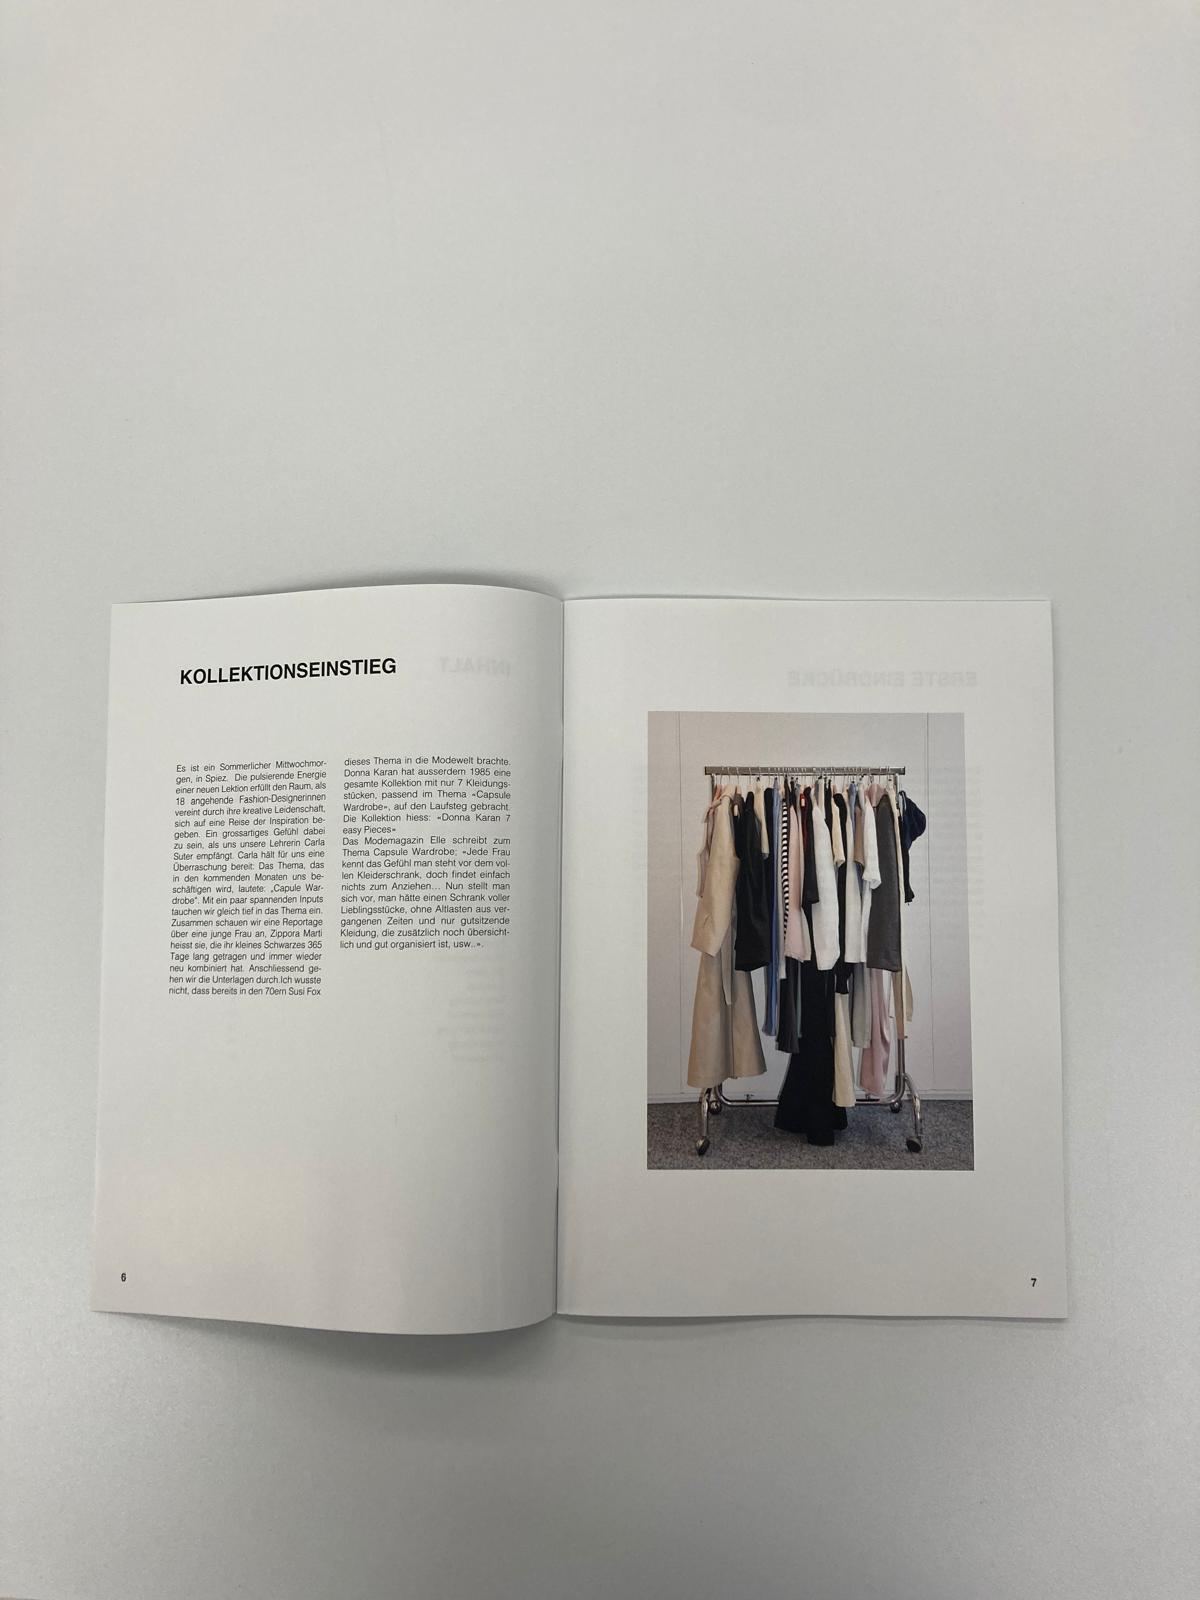 KOLLEKTIONSEINSTIEG
Es ist ein Sommerlicher Mittwochmor-
gen, in Spiez. Die pulsierende Energie
einer neuen Lektion erfüllt den Raum, als
18 angehende Fashion-Designerinnen
vereint durch ihre kreative Leidenschaft,
sich auf eine Reise der Inspiration be-
geben. Ein grossartiges Gefühl dabei
zu sein, als uns unsere Lehrerin Carla
Suter empfängt. Carla hält für uns eine
Überraschung bereit: Das Thema, das
in den kommenden Monaten uns be-
schäftigen wird, lautete: „Capule War-
drobe“. Mit ein paar spannenden Inputs
tauchen wir gleich tief in das Thema ein.
Zusammen schauen wir eine Reportage
über eine junge Frau an, Zippora Marti
heisst sie, die ihr kleines Schwarzes 365
Tage lang getragen und immer wieder
neu kombiniert hat. Anschliessend ge-
hen wir die Unterlagen durch.Ich wusste
nicht, dass bereits in den 70ern Susi Fox
dieses Thema in die Modewelt brachte.
Donna Karan hat ausserdem 1985 eine
gesamte Kollektion mit nur 7 Kleidungs-
stücken, passend im Thema «Capsule
Wardrobe», auf den Laufsteg gebracht.
Die Kollektion hiess: «Donna Karan 7
easy Pieces»
Das Modemagazin Elle schreibt zum
Thema Capsule Wardrobe; «Jede Frau
kennt das Gefühl man steht vor dem vol-
len Kleiderschrank, doch findet einfach
nichts zum Anziehen... Nun stellt man
sich vor, man hätte einen Schrank voller
Lieblingsstücke, ohne Altlasten aus ver-
gangenen Zeiten und nur gutsitzende
Kleidung, die zusätzlich noch übersicht-
lich und gut organisiert ist, usw..».
6
INHALT
ERSTE EINDRÜCKE
7